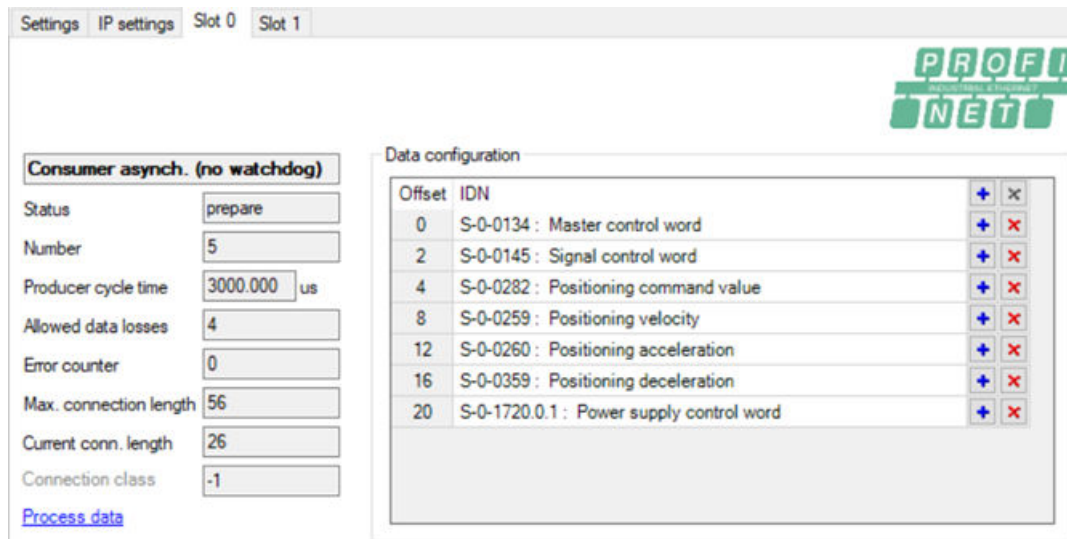 Settings IP settings Slot 0 Slot 1
PROFI
INDUSTRIAL ETHERNET
NET
Consumer asynch. (no watchdog)
Status prepare
Number 5
Producer cycle time 3000.000 us
Allowed data losses 4
Error counter 0
Max. connection length 56
Current conn. length 26
Connection class -1
Process data
Data configuration
Offset IDN
0 S-0-0134 : Master control word
2 S-0-0145 : Signal control word
4 S-0-0282 : Positioning command value
8 S-0-0259 : Positioning velocity
12 S-0-0260 : Positioning acceleration
16 S-0-0359 : Positioning deceleration
20 S-0-1720.0.1 : Power supply control word